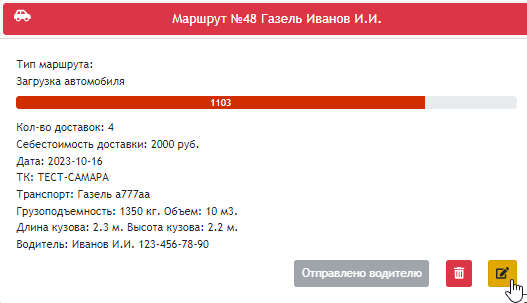 Маршрут №48 Газель Иванов И.И.
Тип маршрута:
Загрузка автомобиля
1103
Кол-во доставок: 4
Себестоимость доставки: 2000 руб.
Дата: 2023-10-16
ТК: ТЕСТ-САМАРА
Транспорт: Газель а777аа
Грузоподъемность: 1350 кг. Объем: 10 м3.
Длина кузова: 2.3 м. Высота кузова: 2.2 м.
Водитель: Иванов И.И. 123-456-78-90
Отправлено водителю